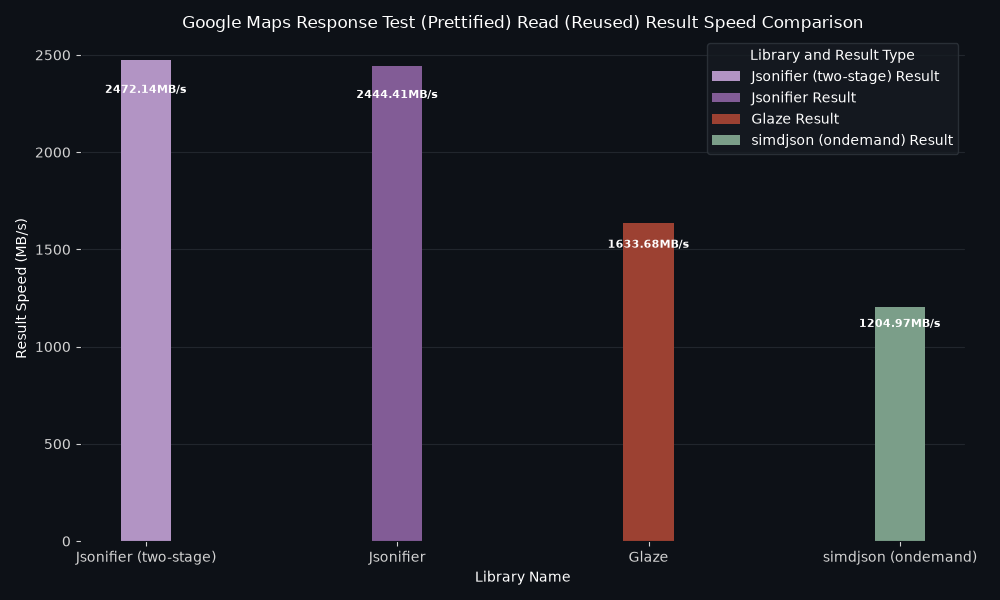 Google Maps Response Test (Prettified) Read (Reused) Result Speed Comparison
Library and Result Type
Jsonifier (two-stage) Result
Jsonifier Result
Glaze Result
simdjson (ondemand) Result
Result Speed (MB/s)
2500
2000
1500
1000
500
0
2472.14MB/s
2444.41MB/s
1633.68MB/s
1204.97MB/s
Jsonifier (two-stage)
Jsonifier
Glaze
simdjson (ondemand)
Library Name